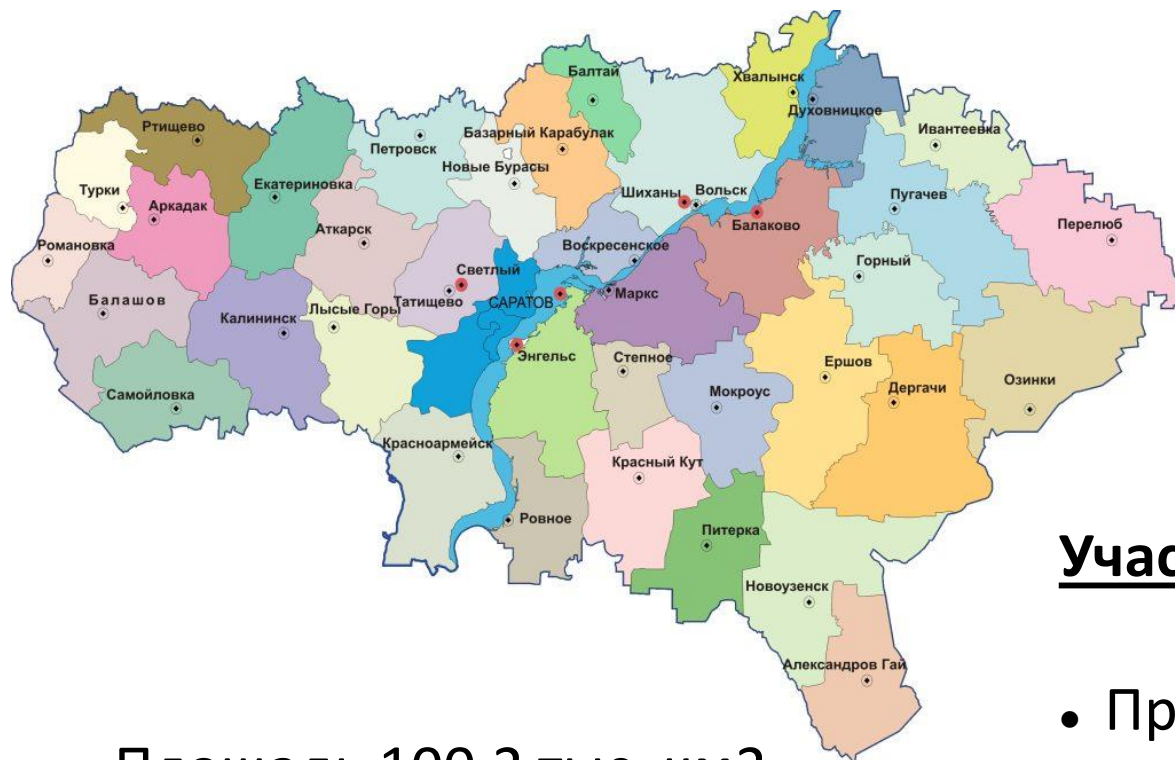 Балтай
Хвалынск
Духовницкое
Ртищево
Базарный Карабулак
Ивантеевка
Петровск
Новые Бурасы
Турки
Екатериновка
Шиханы
Вольск
Пугачев
Аркадак
Аткарск
Балаково
Перелюб
Романовка
Воскресенское
Горный
Светлый
Балашов
Татищево
САРАТОВ
Маркс
Калининск
Лысые Горы
Энгельс
Степное
Ершов
Озинки
Самойловка
Мокроус
Дергачи
Красноармейск
Красный Кут
Ровное
Питерка
Учас
Новоузенск
Александров Гай
• Пр